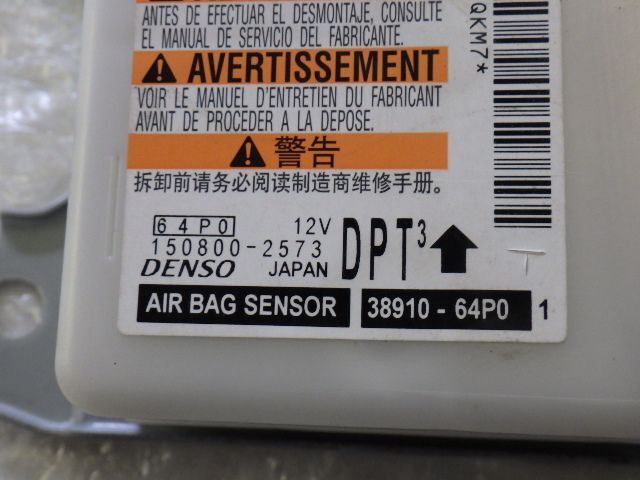 ANTES DE EFECTUAR EL DESMONTAJE, CONSULTE
EL MANUAL DE SERVICIO DEL FABRICANTE.
AVERTISSEMENT
VOIR LE MANUEL D'ENTRETIEN DU FABRICANT
AVANT DE PROCEDER A LA DEPOSE.
警告
拆卸前请务必阅读制造商维修手册。
QKM7*
64P0 12V
150800-2573 DPT3
DENSO JAPAN
AIR BAG SENSOR 38910 - 64P0 1